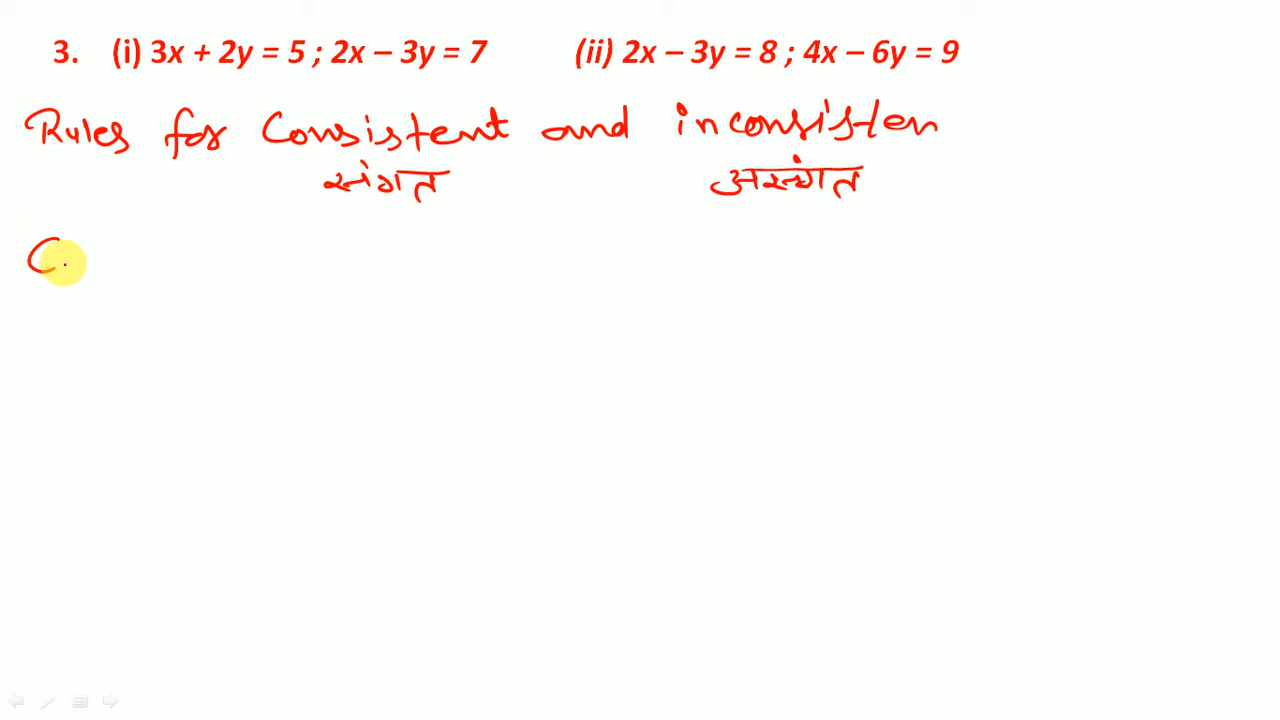 3. (i) 3x + 2y = 5 ; 2x – 3y = 7 (ii) 2x – 3y = 8 ; 4x – 6y = 9
Rules for Consistent and inconsisten
संगत असंगत
C